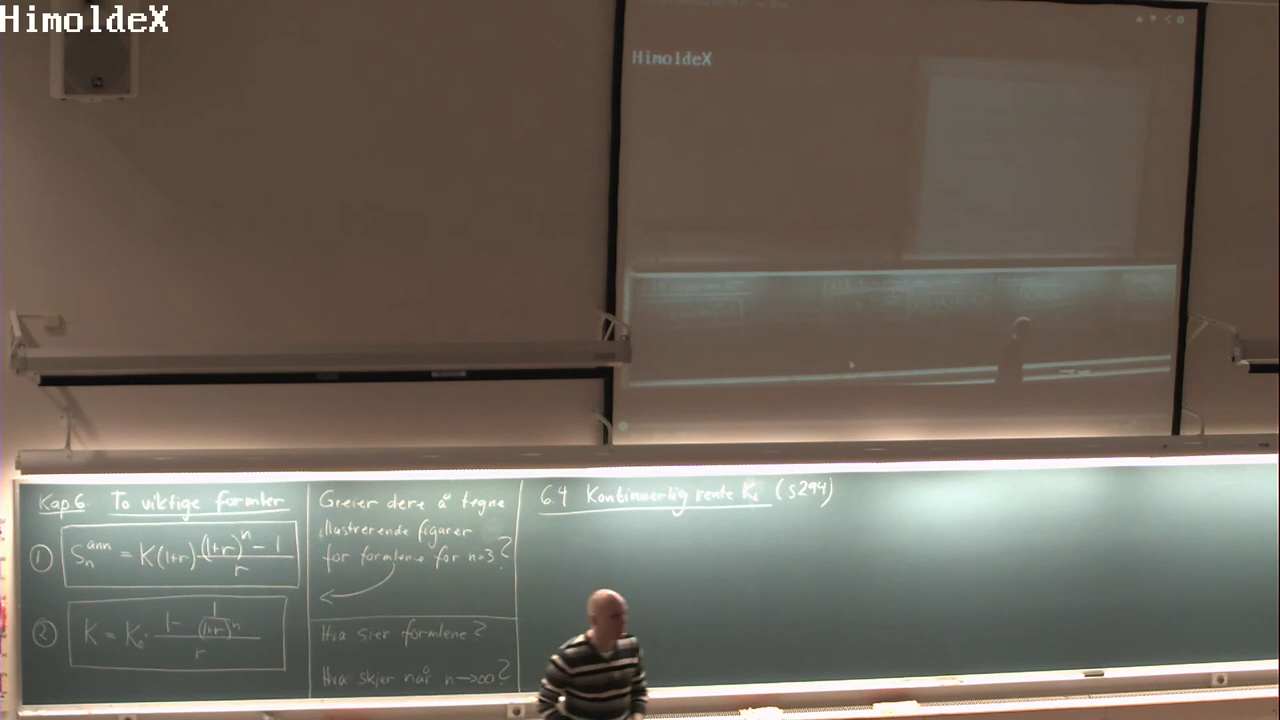 HimoldeX
HimoldeX
Kap 6. To viktige formler
① S_n^ann = K(1+r) · ((1+r)^n - 1) / r
② K = K_0 · (1 - 1/(1+r)^n) / r
Greier dere å tegne
illustrerende figurer
for formlene for n=3?
Hva sier formlene?
Hva skjer når n→∞?
6.4 Kontinuerlig rente (s294)